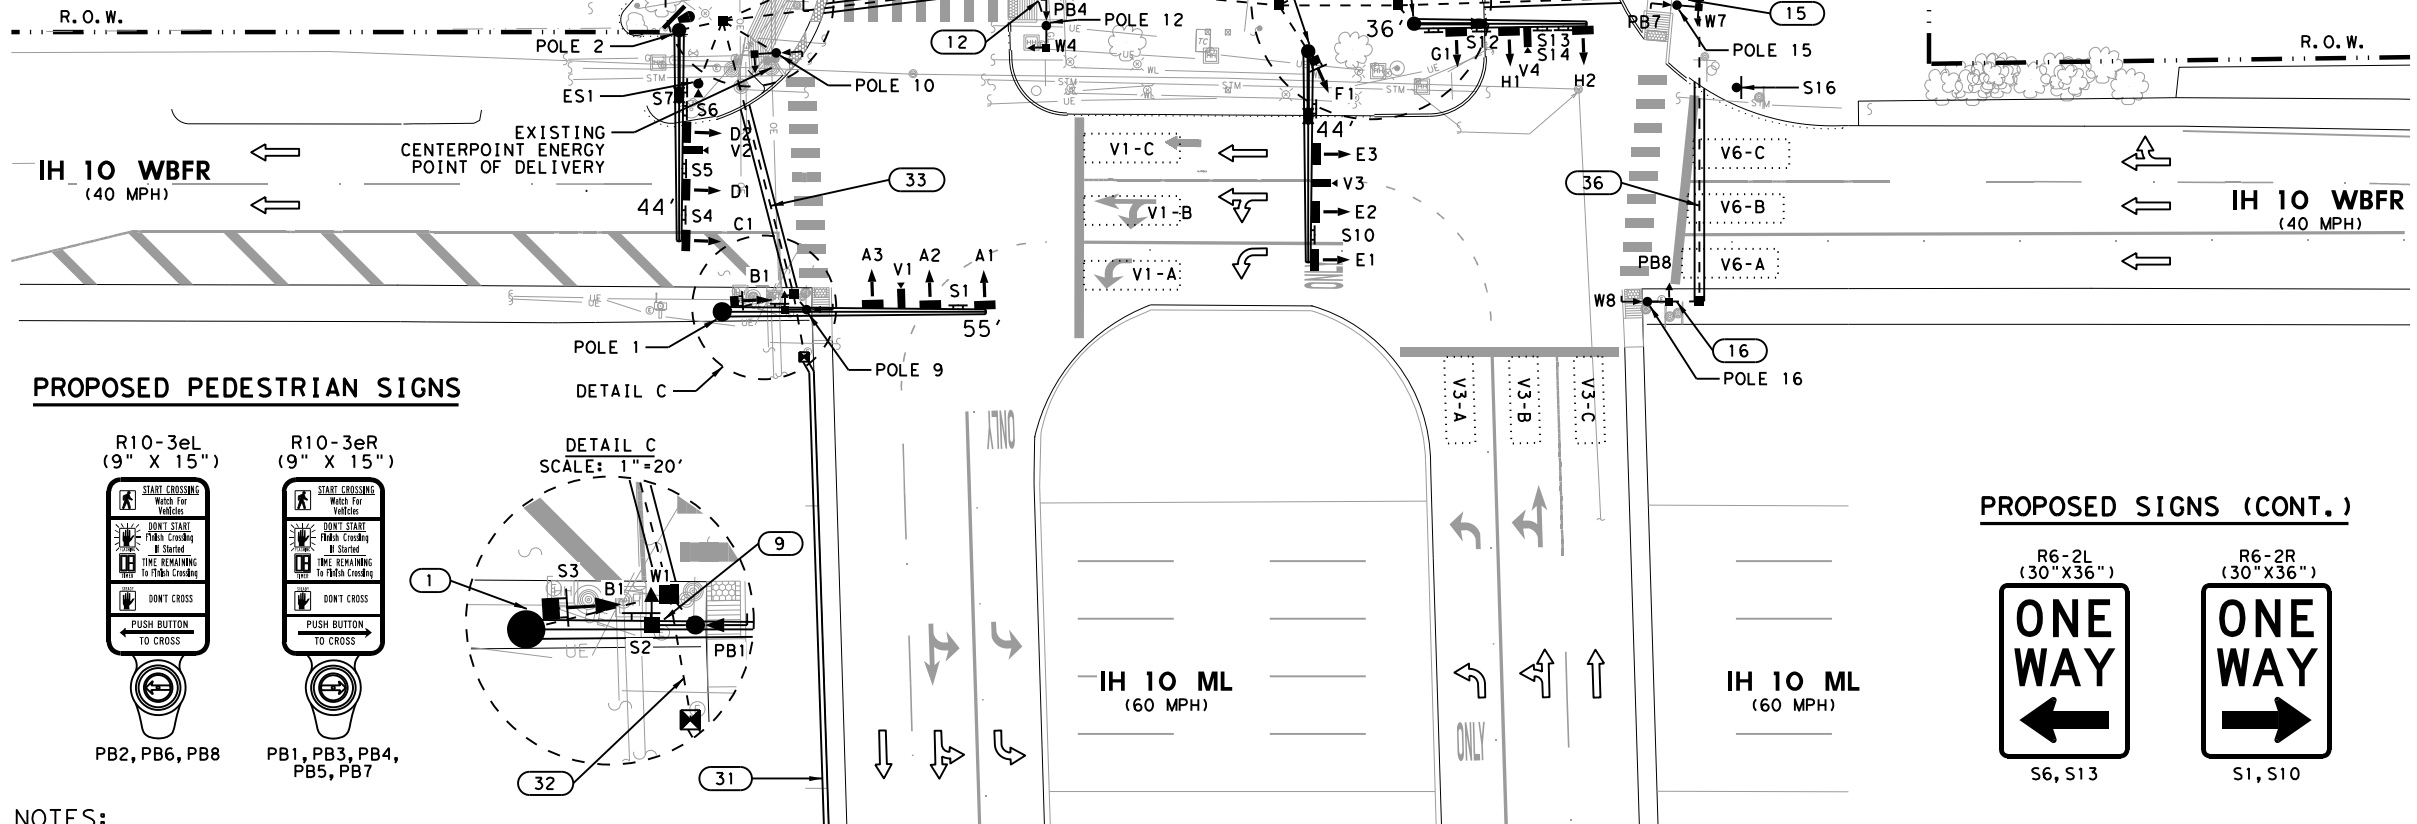 R.O.W.
POLE 2
ES1
S7
S6
EXISTING
CENTERPOINT ENERGY
POINT OF DELIVERY
D2
V2
S5
D1
S4
C1
44'
POLE 10
33
IH 10 WBFR
(40 MPH)
12
PB4
POLE 12
W4
UE
STM
WL
TC
36'
G1
S12
H1
V4
S13
S14
H2
F1
44'
E3
V3
E2
S10
E1
ONLY
V1-C
V1-B
V1-A
PB7
W7
15
POLE 15
S16
R.O.W.
36
V6-C
V6-B
V6-A
IH 10 WBFR
(40 MPH)
PB8
W8
16
POLE 16
B1
A3
V1
A2
S1
A1
55'
POLE 1
POLE 9
DETAIL C
V3-A
V3-B
V3-C
ONLY
ONLY
IH 10 ML
(60 MPH)
IH 10 ML
(60 MPH)
PROPOSED PEDESTRIAN SIGNS
R10-3eL
(9" X 15")
START CROSSING
Watch For
Vehicles
DON'T START
Finish Crossing
If Started
TIME REMAINING
To Finish Crossing
TIMER
DON'T CROSS
PUSH BUTTON
TO CROSS
PB2, PB6, PB8
R10-3eR
(9" X 15")
START CROSSING
Watch For
Vehicles
DON'T START
Finish Crossing
If Started
TIME REMAINING
To Finish Crossing
TIMER
DON'T CROSS
PUSH BUTTON
TO CROSS
PB1, PB3, PB4,
PB5, PB7
DETAIL C
SCALE: 1"=20'
1
9
S3
B1
W1
S2
PB1
UE
32
31
PROPOSED SIGNS (CONT.)
R6-2L
(30"X36")
ONE
WAY
S6, S13
R6-2R
(30"X36")
ONE
WAY
S1, S10
NOTES: